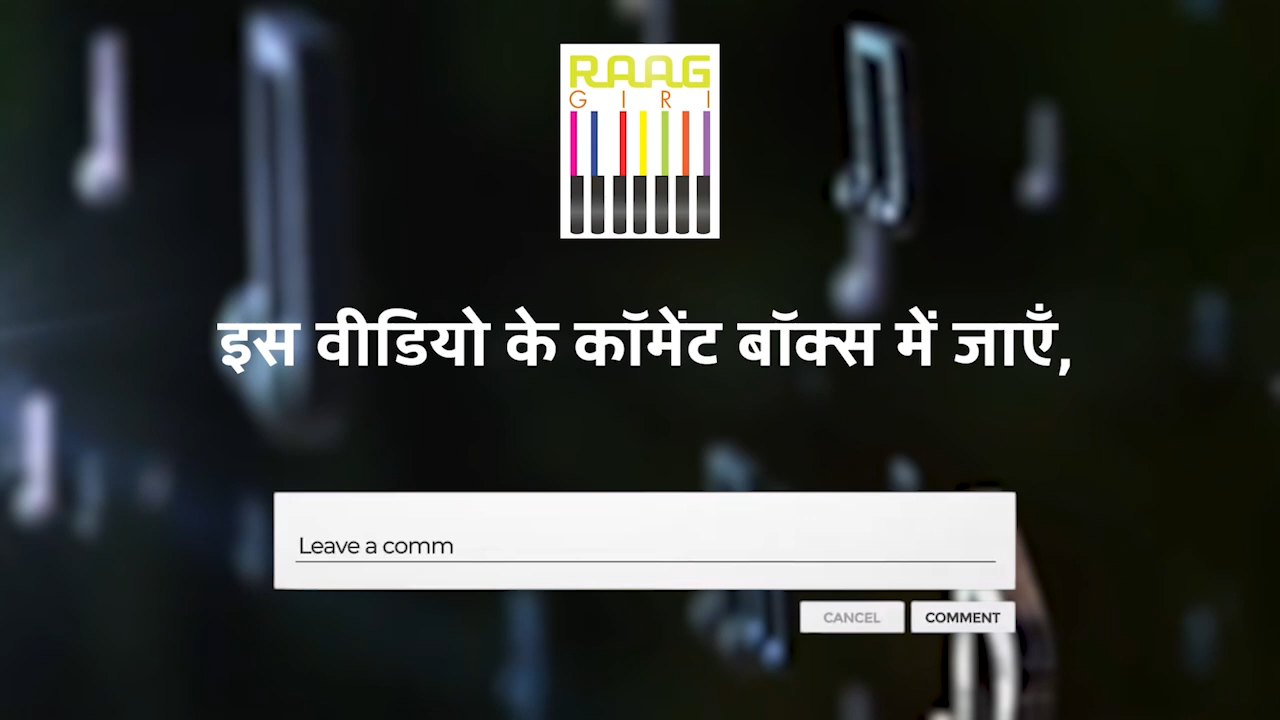 RAAG
GIRI
इस वीडियो के कॉमेंट बॉक्स में जाएँ,
Leave a comm
CANCEL COMMENT